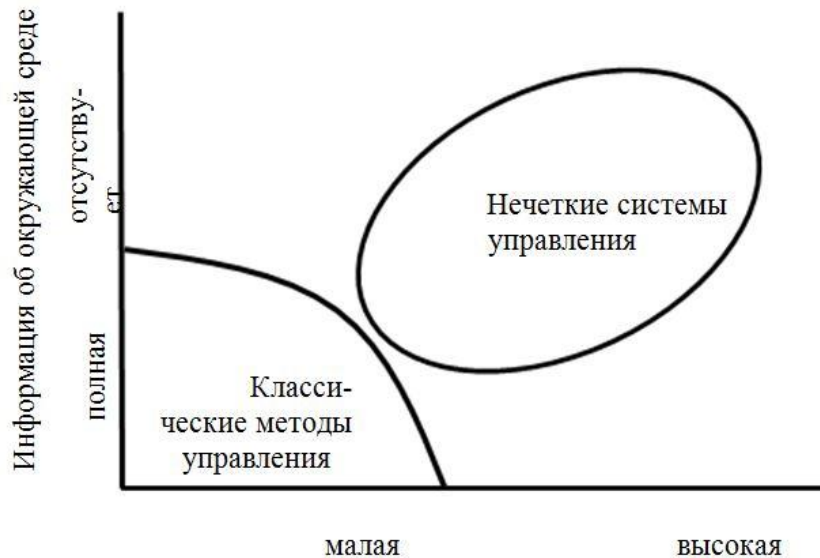 Информация об окружающей среде
отсутству-
ет
полная
Нечеткие системы
управления
Класси-
ческие методы
управления
малая
высокая